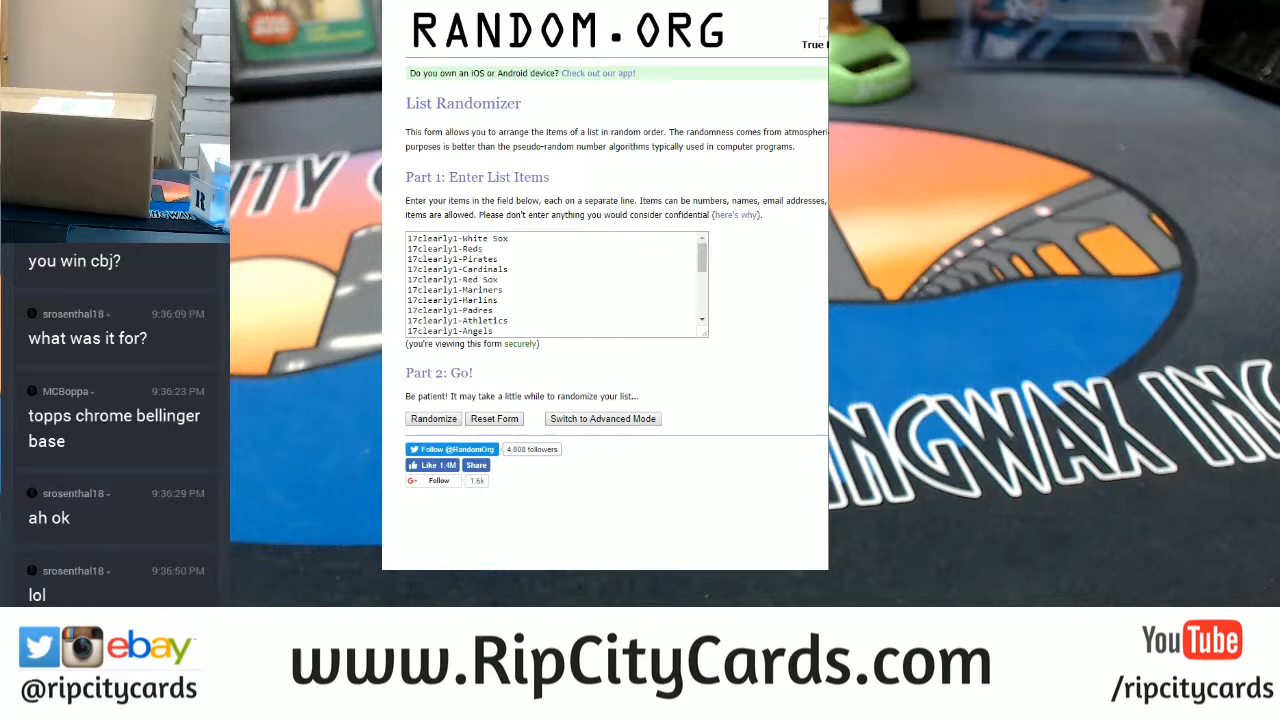 RANDOM.ORG
True
Do you own an iOS or Android device? Check out our app!
List Randomizer
This form allows you to arrange the items of a list in random order. The randomness comes from atmospheri
purposes is better than the pseudo-random number algorithms typically used in computer programs.
Part 1: Enter List Items
Enter your items in the field below, each on a separate line. Items can be numbers, names, email addresses,
items are allowed. Please don't enter anything you would consider confidential (here's why).
17clearly1-White Sox
17clearly1-Reds
17clearly1-Pirates
17clearly1-Cardinals
17clearly1-Red Sox
17clearly1-Mariners
17clearly1-Marlins
17clearly1-Padres
17clearly1-Athletics
17clearly1-Angels
(you're viewing this form securely)
Part 2: Go!
Be patient! It may take a little while to randomize your list...
Randomize Reset Form Switch to Advanced Mode
Follow @RandomOrg 4,808 followers
Like 1.4M Share
G+ Follow 1.6k
you win cbj?
srosenthal18 9:36:09 PM
what was it for?
MCBoppa 9:36:23 PM
topps chrome bellinger
base
srosenthal18 9:36:29 PM
ah ok
srosenthal18 9:36:50 PM
lol
ITY C
NGWAX INC
ebay
@ripcitycards
www.RipCityCards.com
YouTube
/ripcitycards